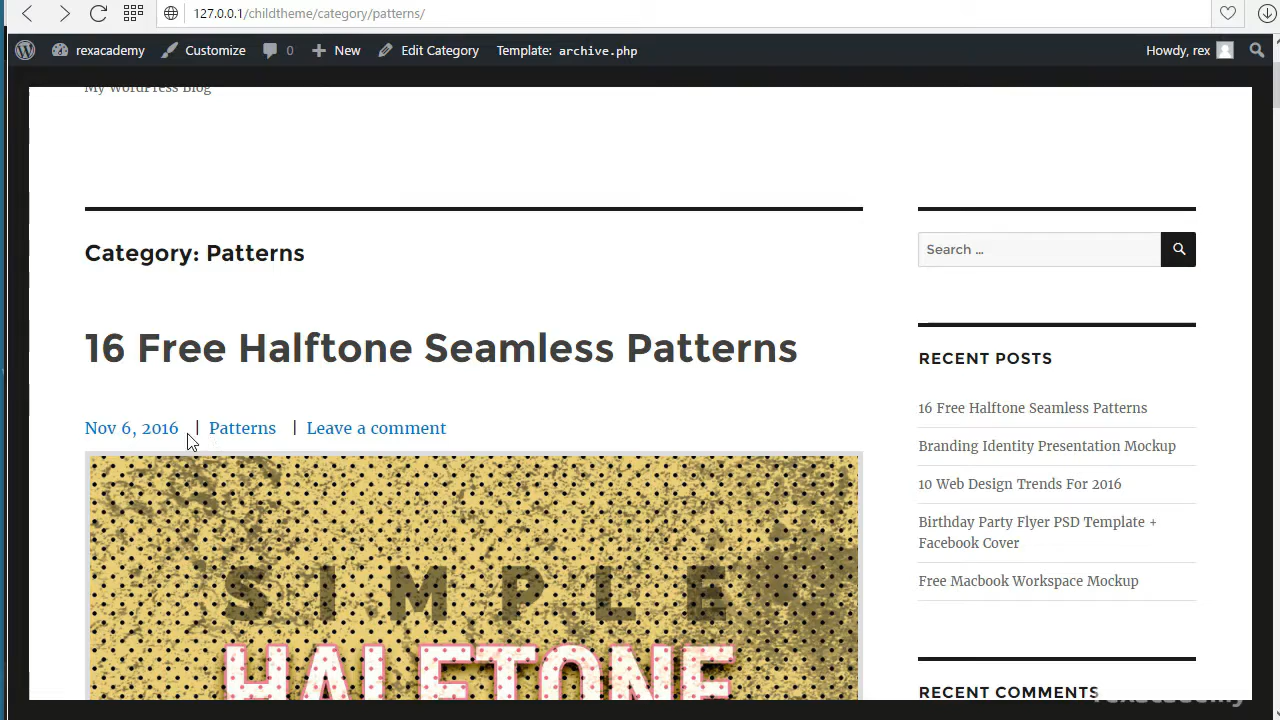 127.0.0.1/childtheme/category/patterns/
rexacademy Customize 0 New Edit Category Template: archive.php Howdy, rex
My WordPress Blog
Category: Patterns
16 Free Halftone Seamless Patterns
Nov 6, 2016 | Patterns | Leave a comment
SIMPLE
HALFTONE
Search …
RECENT POSTS
16 Free Halftone Seamless Patterns
Branding Identity Presentation Mockup
10 Web Design Trends For 2016
Birthday Party Flyer PSD Template +
Facebook Cover
Free Macbook Workspace Mockup
RECENT COMMENTS